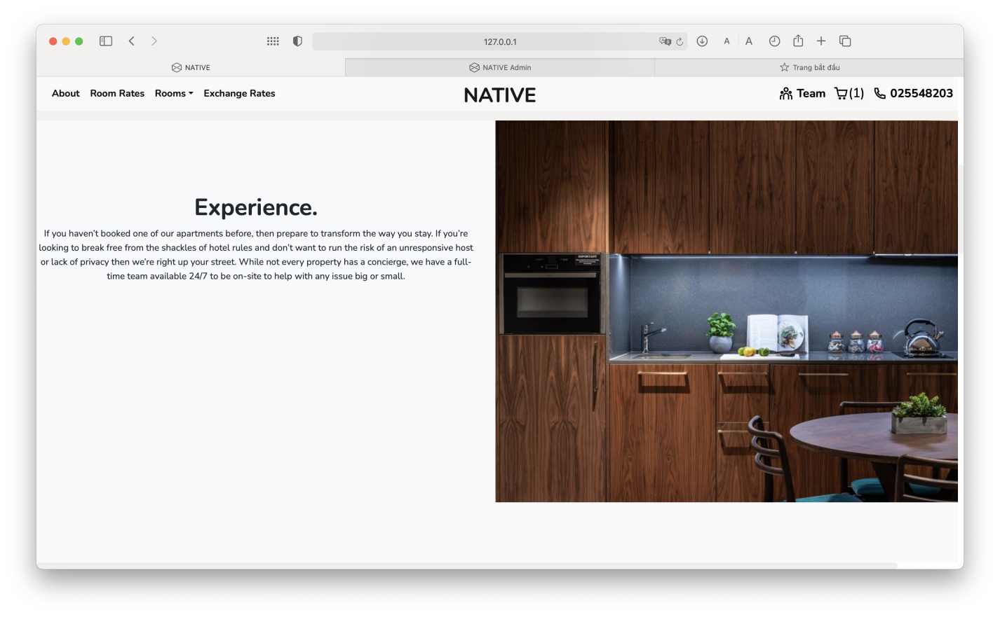 127.0.0.1
A A
NATIVE
NATIVE Admin
Trang bắt đầu
About Room Rates Rooms Exchange Rates
NATIVE
Team (1) 025548203
Experience.
If you haven't booked one of our apartments before, then prepare to transform the way you stay. If you're
looking to break free from the shackles of hotel rules and don't want to run the risk of an unresponsive host
or lack of privacy then we're right up your street. While not every property has a concierge, we have a full-
time team available 24/7 to be on-site to help with any issue big or small.
IMPORTANT